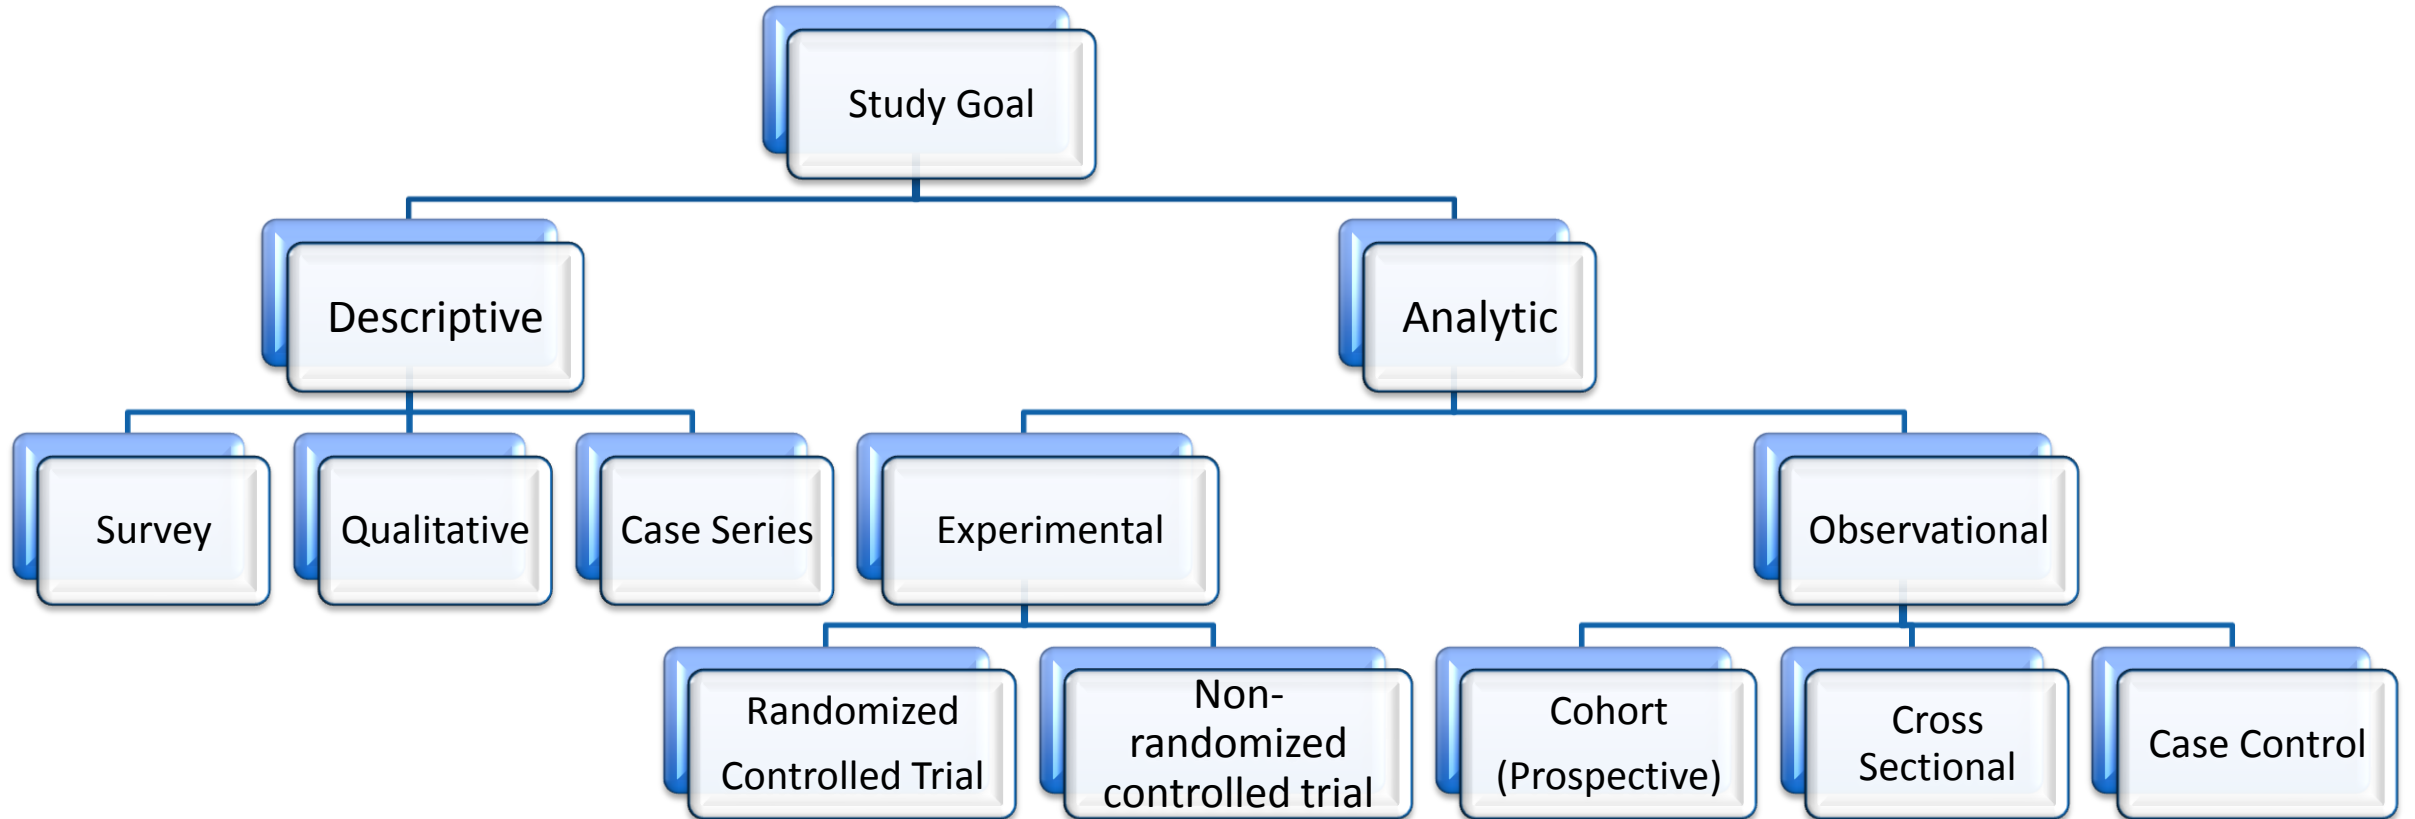 Study Goal
Descriptive
Analytic
Survey
Qualitative
Case Series
Experimental
Observational
Randomized
Controlled Trial
Non-
randomized
controlled trial
Cohort
(Prospective)
Cross
Sectional
Case Control